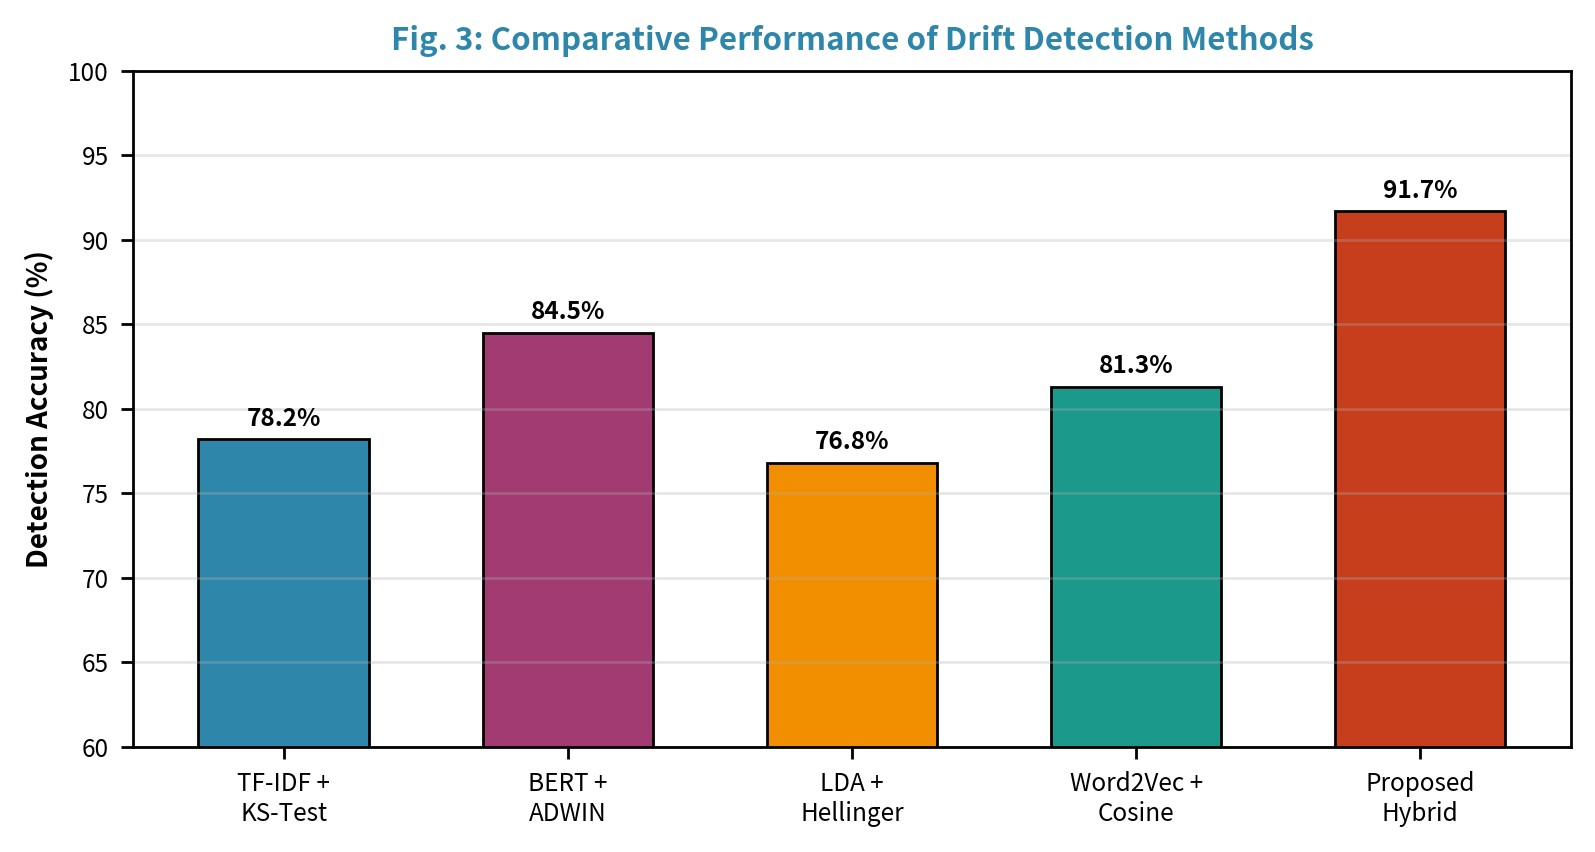 Fig. 3: Comparative Performance of Drift Detection Methods
Detection Accuracy (%)
100
95
90
85
80
75
70
65
60
78.2%
84.5%
76.8%
81.3%
91.7%
TF-IDF +
KS-Test
BERT +
ADWIN
LDA +
Hellinger
Word2Vec +
Cosine
Proposed
Hybrid